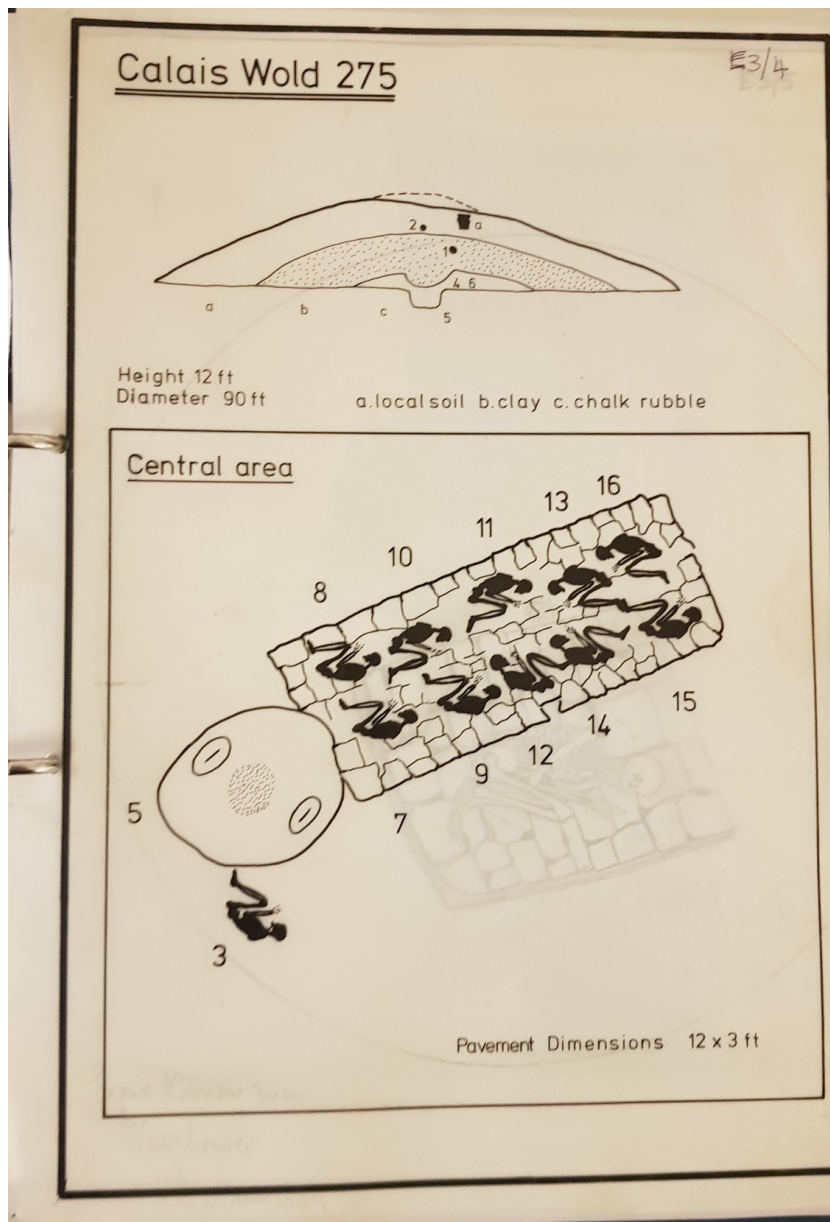 Calais Wold 275
E3/4
2
a
1
4 6
a
b
c
5
Height 12 ft
Diameter 90 ft
a.local soil b.clay c.chalk rubble
Central area
16
13
11
10
8
15
14
12
9
7
5
3
Pavement Dimensions 12 x 3 ft